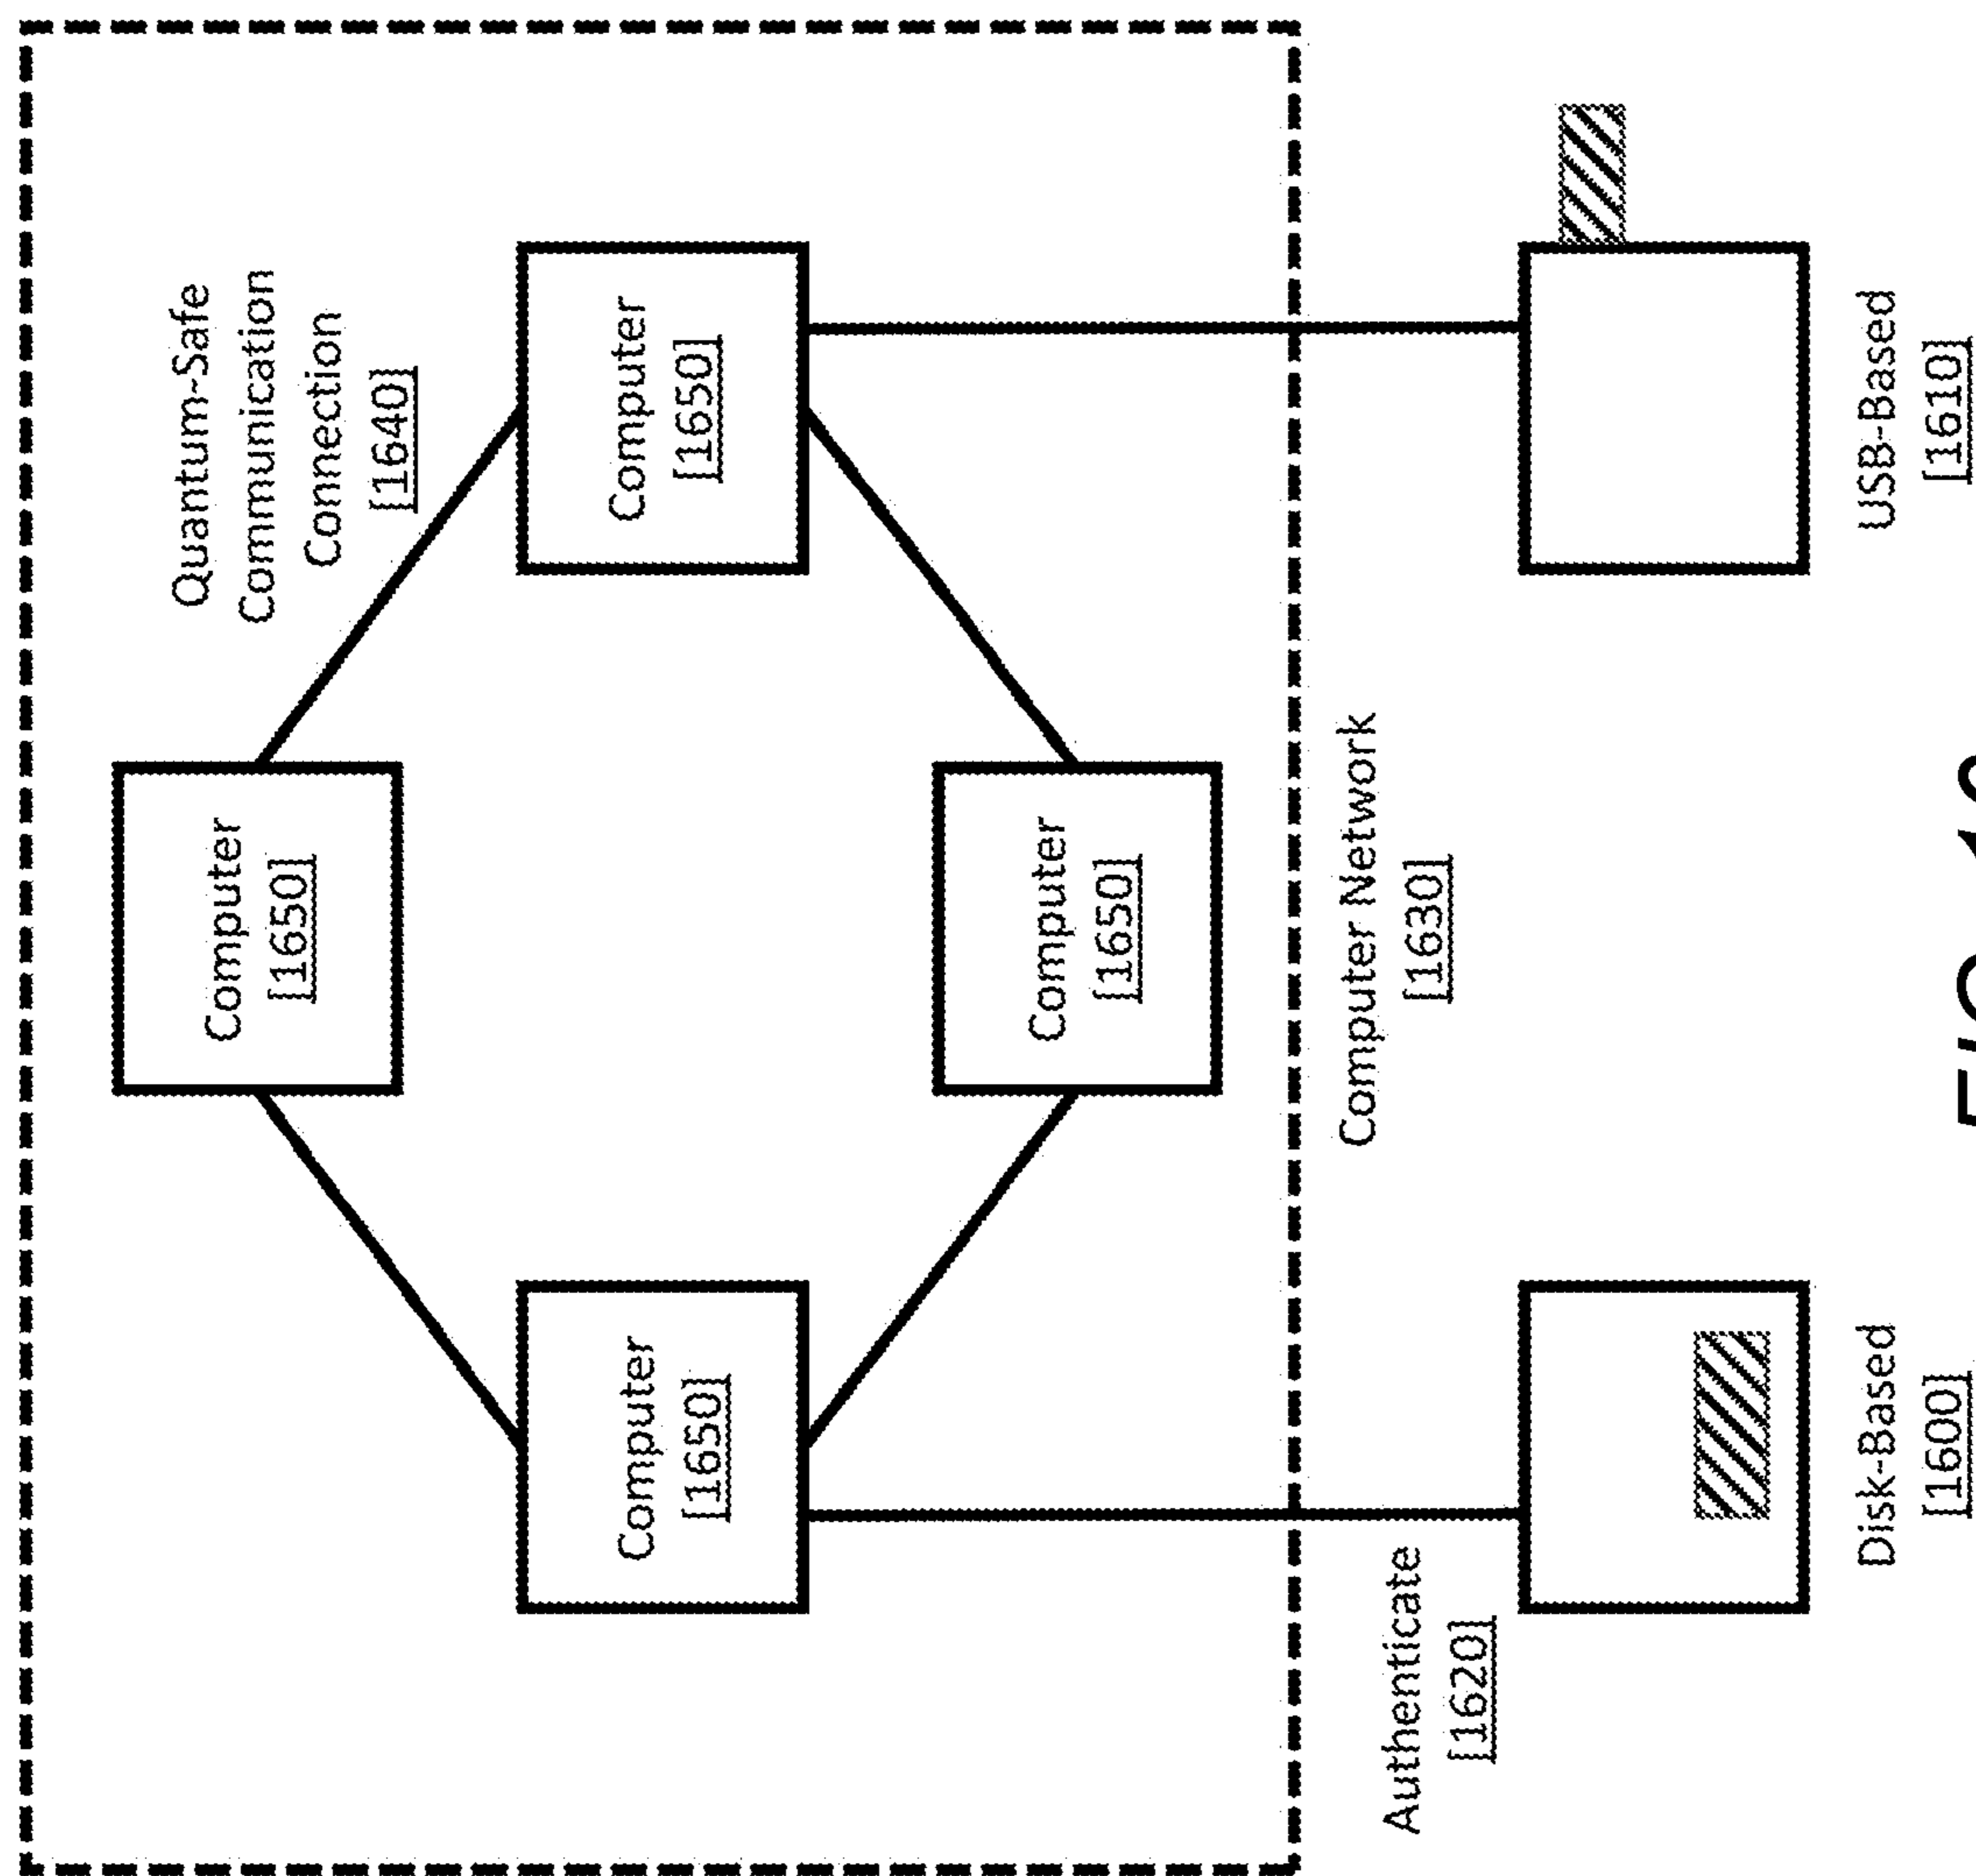 Computer
[1650]
Quantum-Safe
Communication
Connection
[1640]
Computer
[1650]
Computer
[1650]
Computer
[1650]
Computer Network
[1630]
Authenticate
[1620]
Disk-Based
[1600]
USB-Based
[1610]